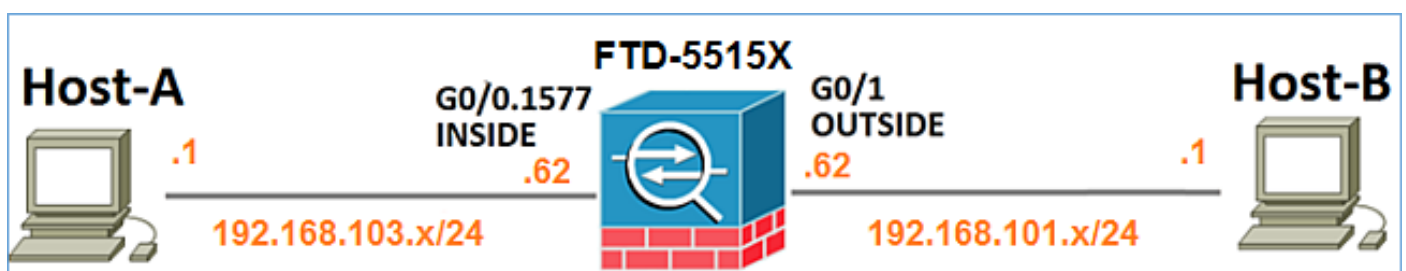 FTD-5515X
Host-A
G0/0.1577
INSIDE
G0/1
OUTSIDE
Host-B
.1
.62
.62
.1
192.168.103.x/24
192.168.101.x/24